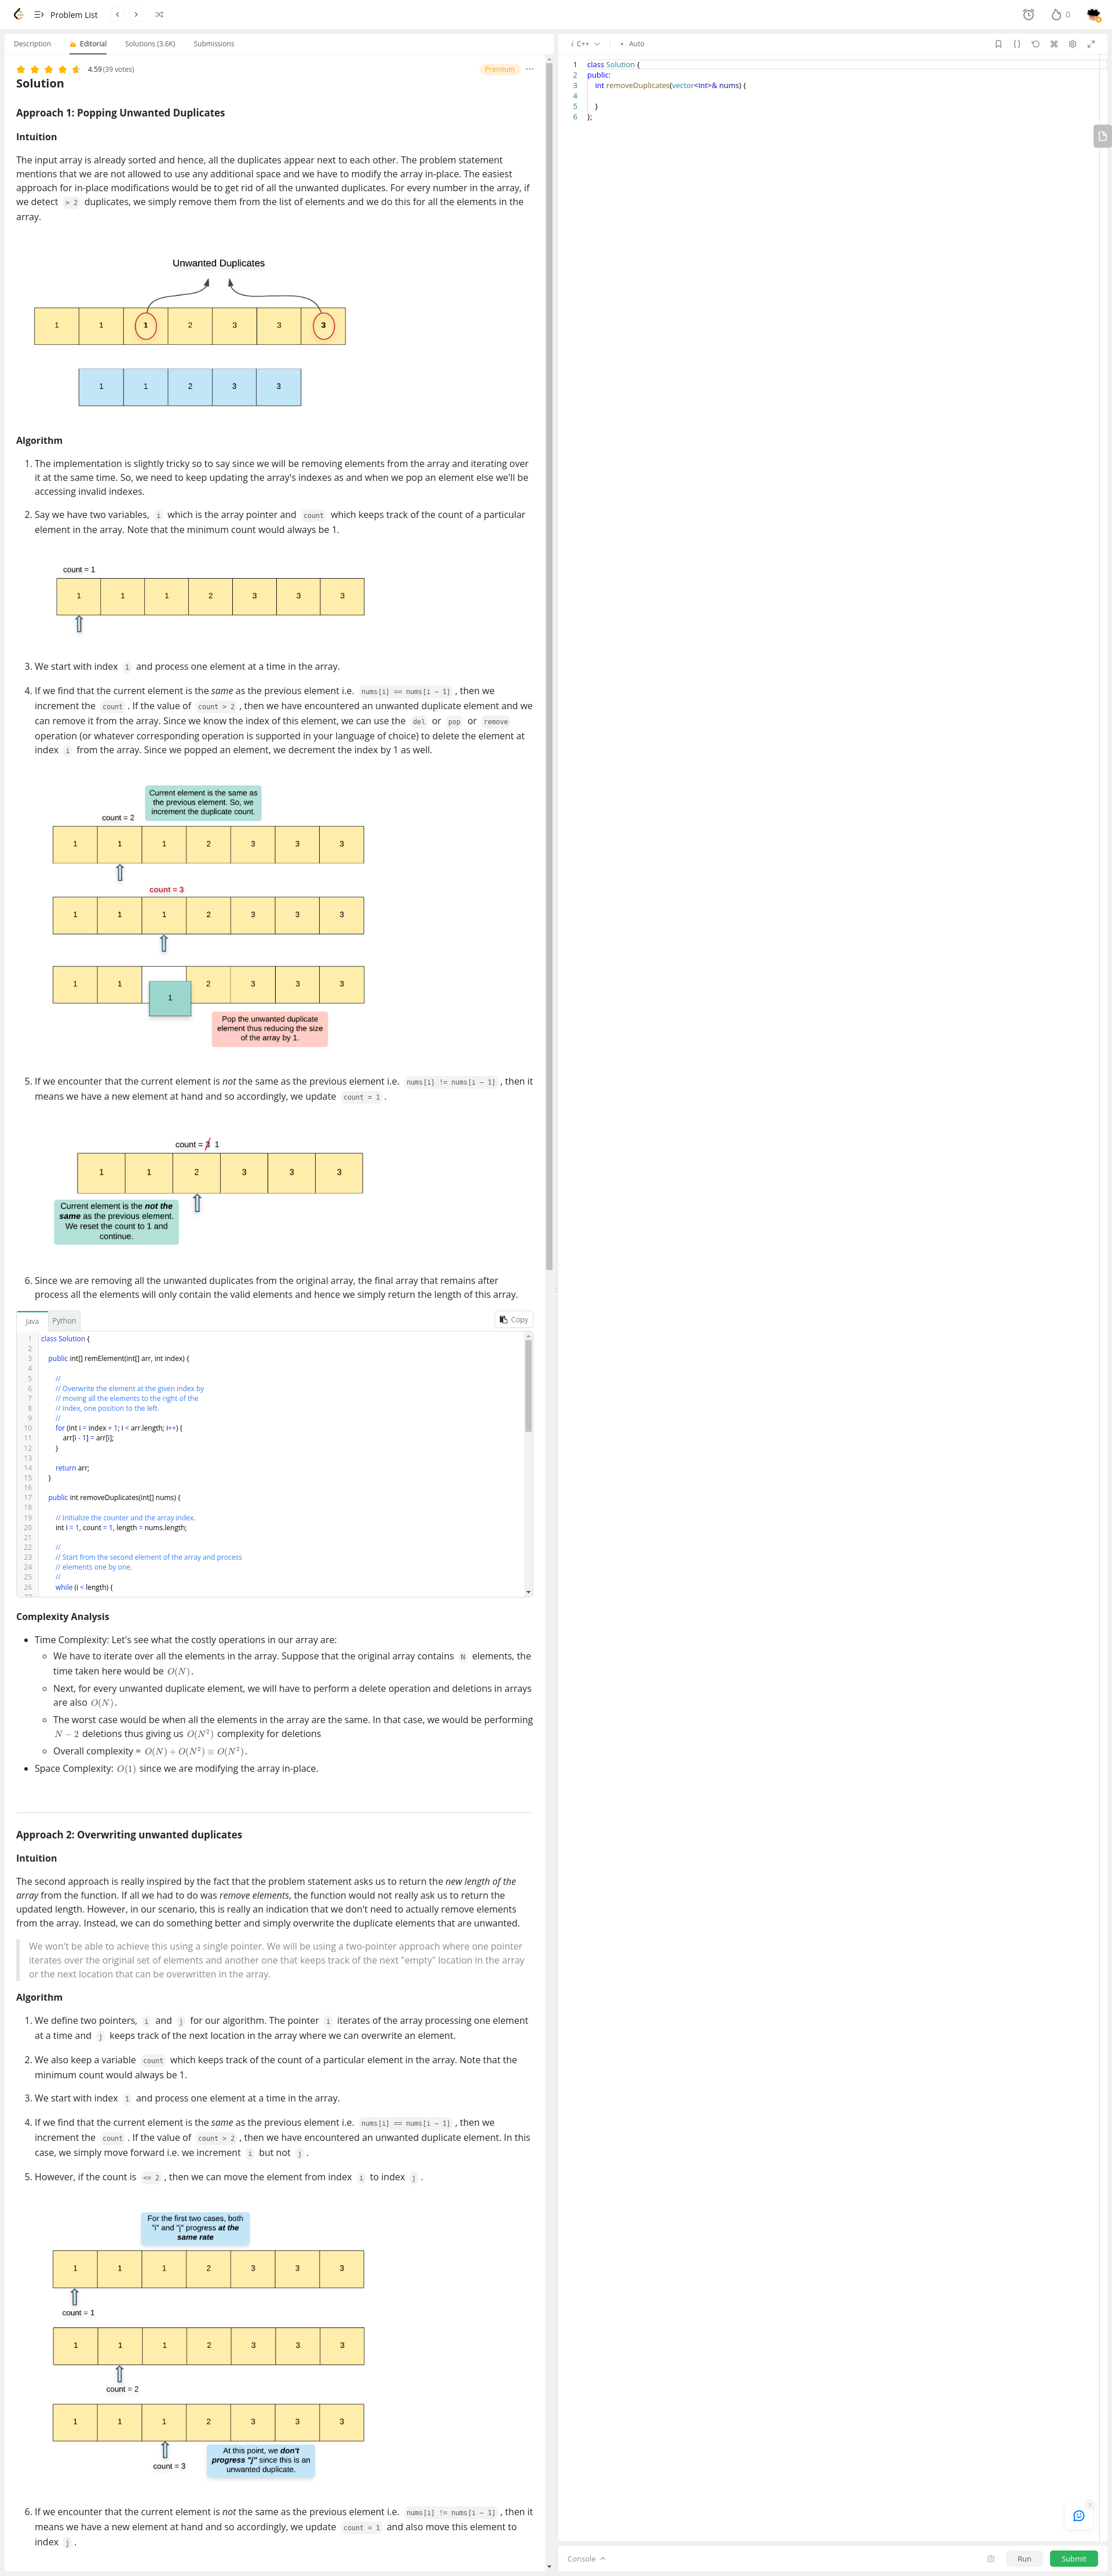 Problem List
0
Description
Editorial
Solutions (3.6K)
Submissions
4.59 (39 votes)
Premium
Solution
Approach 1: Popping Unwanted Duplicates
Intuition
The input array is already sorted and hence, all the duplicates appear next to each other. The problem statement
mentions that we are not allowed to use any additional space and we have to modify the array in-place. The easiest
approach for in-place modifications would be to get rid of all the unwanted duplicates. For every number in the array, if
we detect > 2 duplicates, we simply remove them from the list of elements and we do this for all the elements in the
array.
Unwanted Duplicates
1 1 1 2 3 3 3
1 1 2 3 3
Algorithm
1. The implementation is slightly tricky so to say since we will be removing elements from the array and iterating over
it at the same time. So, we need to keep updating the array's indexes as and when we pop an element else we'll be
accessing invalid indexes.
2. Say we have two variables, i which is the array pointer and count which keeps track of the count of a particular
element in the array. Note that the minimum count would always be 1.
count = 1
1 1 1 2 3 3 3
3. We start with index 1 and process one element at a time in the array.
4. If we find that the current element is the same as the previous element i.e. nums[i] == nums[i − 1] , then we
increment the count . If the value of count > 2 , then we have encountered an unwanted duplicate element and we
can remove it from the array. Since we know the index of this element, we can use the del or pop or remove
operation (or whatever corresponding operation is supported in your language of choice) to delete the element at
index i from the array. Since we popped an element, we decrement the index by 1 as well.
Current element is the same as
the previous element. So, we
increment the duplicate count.
count = 2
1 1 1 2 3 3 3
count = 3
1 1 1 2 3 3 3
1 1 2 3 3 3
1
Pop the unwanted duplicate
element thus reducing the size
of the array by 1.
5. If we encounter that the current element is not the same as the previous element i.e. nums[i] != nums[i − 1] , then it
means we have a new element at hand and so accordingly, we update count = 1 .
count = 3 1
1 1 2 3 3 3
Current element is the not the
same as the previous element.
We reset the count to 1 and
continue.
6. Since we are removing all the unwanted duplicates from the original array, the final array that remains after
process all the elements will only contain the valid elements and hence we simply return the length of this array.
Java
Python
Copy
1 class Solution {
2
3 public int[] remElement(int[] arr, int index) {
4
5 //
6 // Overwrite the element at the given index by
7 // moving all the elements to the right of the
8 // index, one position to the left.
9 //
10 for (int i = index + 1; i < arr.length; i++) {
11 arr[i - 1] = arr[i];
12 }
13
14 return arr;
15 }
16
17 public int removeDuplicates(int[] nums) {
18
19 // Initialize the counter and the array index.
20 int i = 1, count = 1, length = nums.length;
21
22 //
23 // Start from the second element of the array and process
24 // elements one by one.
25 //
26 while (i < length) {
Complexity Analysis
• Time Complexity: Let's see what the costly operations in our array are:
◦ We have to iterate over all the elements in the array. Suppose that the original array contains N elements, the
time taken here would be O(N).
◦ Next, for every unwanted duplicate element, we will have to perform a delete operation and deletions in arrays
are also O(N).
◦ The worst case would be when all the elements in the array are the same. In that case, we would be performing
N − 2 deletions thus giving us O(N²) complexity for deletions
◦ Overall complexity = O(N) + O(N²) ≡ O(N²).
• Space Complexity: O(1) since we are modifying the array in-place.
Approach 2: Overwriting unwanted duplicates
Intuition
The second approach is really inspired by the fact that the problem statement asks us to return the new length of the
array from the function. If all we had to do was remove elements, the function would not really ask us to return the
updated length. However, in our scenario, this is really an indication that we don't need to actually remove elements
from the array. Instead, we can do something better and simply overwrite the duplicate elements that are unwanted.
We won't be able to achieve this using a single pointer. We will be using a two-pointer approach where one pointer
iterates over the original set of elements and another one that keeps track of the next "empty" location in the array
or the next location that can be overwritten in the array.
Algorithm
1. We define two pointers, i and j for our algorithm. The pointer i iterates of the array processing one element
at a time and j keeps track of the next location in the array where we can overwrite an element.
2. We also keep a variable count which keeps track of the count of a particular element in the array. Note that the
minimum count would always be 1.
3. We start with index 1 and process one element at a time in the array.
4. If we find that the current element is the same as the previous element i.e. nums[i] == nums[i − 1] , then we
increment the count . If the value of count > 2 , then we have encountered an unwanted duplicate element. In this
case, we simply move forward i.e. we increment i but not j .
5. However, if the count is <= 2 , then we can move the element from index i to index j .
For the first two cases, both
"i" and "j" progress at the
same rate
1 1 1 2 3 3 3
count = 1
1 1 1 2 3 3 3
count = 2
1 1 1 2 3 3 3
count = 3
At this point, we don't
progress "j" since this is an
unwanted duplicate.
6. If we encounter that the current element is not the same as the previous element i.e. nums[i] != nums[i − 1] , then it
means we have a new element at hand and so accordingly, we update count = 1 and also move this element to
index j .
i C++
Auto
1 class Solution {
2 public:
3 int removeDuplicates(vector<int>& nums) {
4
5 }
6 };
Console
Run
Submit